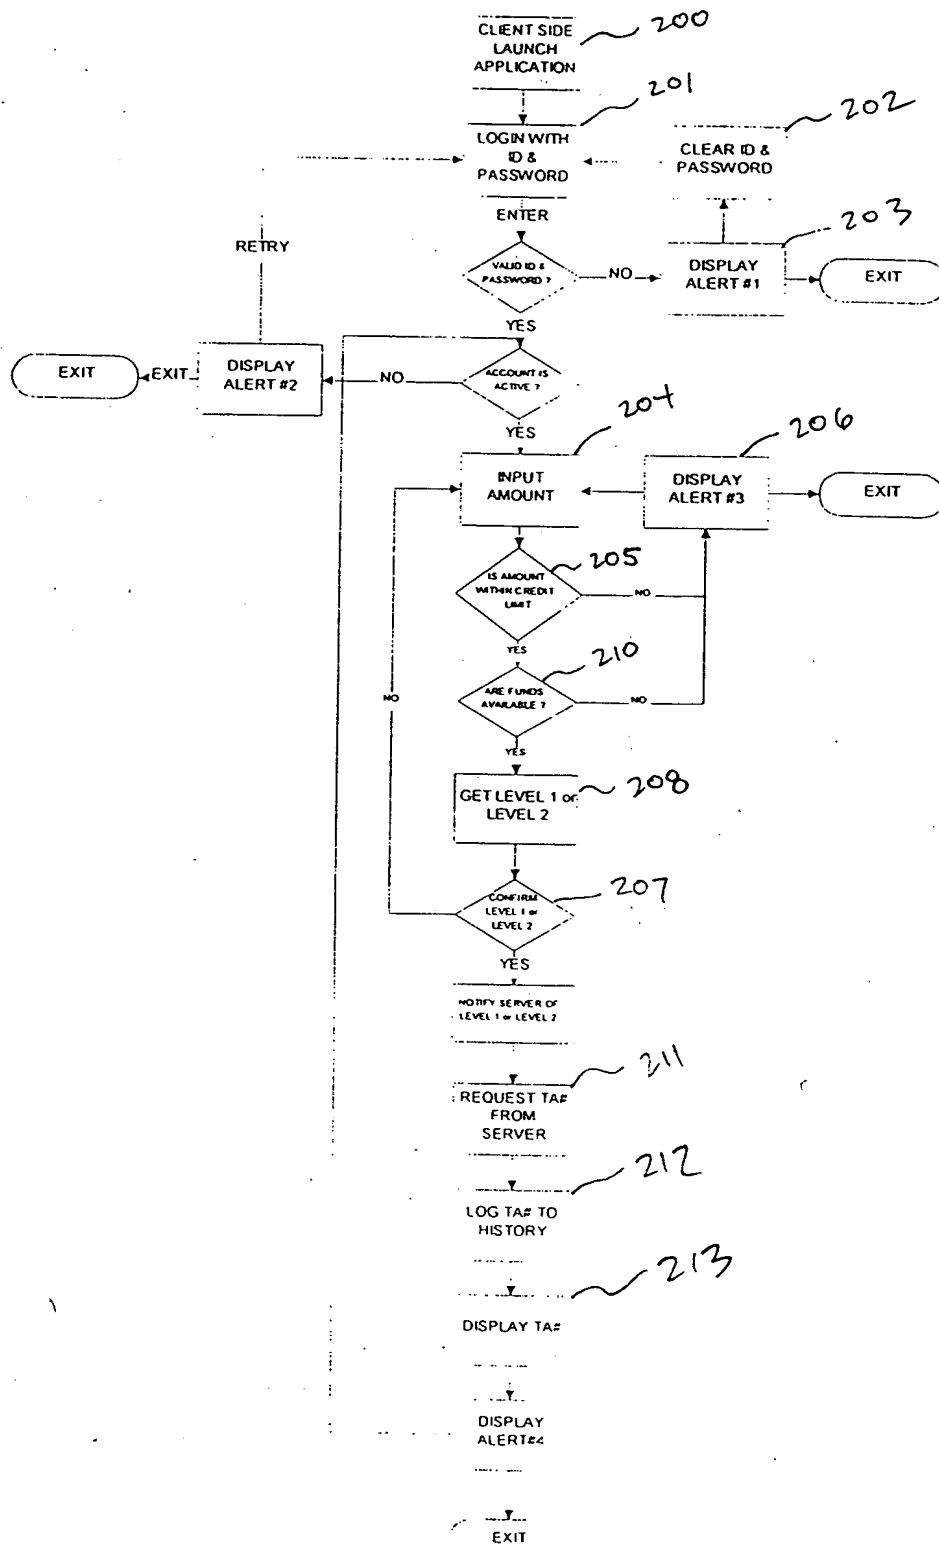 CLIENT SIDE
LAUNCH
APPLICATION
200
201
LOGIN WITH
ID &
PASSWORD
202
CLEAR ID &
PASSWORD
ENTER
203
RETRY
VALID ID &
PASSWORD ?
NO
DISPLAY
ALERT #1
EXIT
YES
EXIT
EXIT
DISPLAY
ALERT #2
NO
ACCOUNT IS
ACTIVE ?
YES
204
206
INPUT
AMOUNT
DISPLAY
ALERT #3
EXIT
205
IS AMOUNT
WITHIN CREDIT
LIMIT
NO
YES
210
NO
ARE FUNDS
AVAILABLE ?
NO
YES
GET LEVEL 1 or
LEVEL 2
208
CONFIRM
LEVEL 1 or
LEVEL 2
207
YES
NOTIFY SERVER OF
LEVEL 1 or LEVEL 2
211
REQUEST TA#
FROM
SERVER
212
LOG TA# TO
HISTORY
213
DISPLAY TA#
DISPLAY
ALERT#4
EXIT